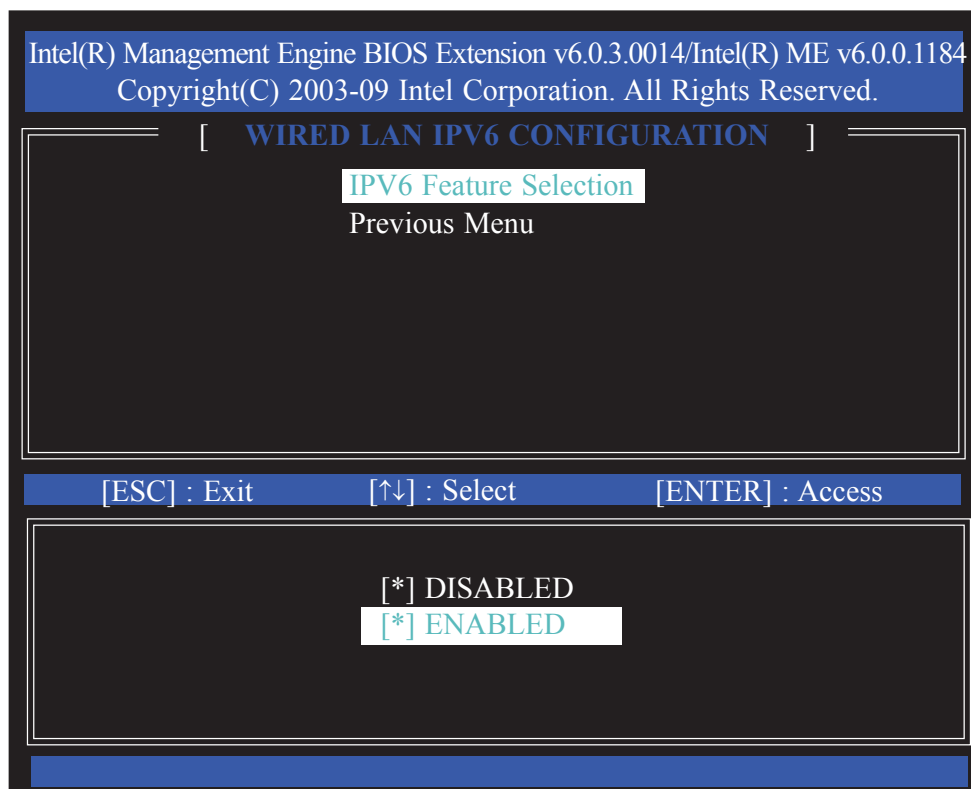 Intel(R) Management Engine BIOS Extension v6.0.3.0014/Intel(R) ME v6.0.0.1184
Copyright(C) 2003-09 Intel Corporation. All Rights Reserved.
[ WIRED LAN IPV6 CONFIGURATION ]
IPV6 Feature Selection
Previous Menu
[ESC] : Exit [↑↓] : Select [ENTER] : Access
[*] DISABLED
[*] ENABLED